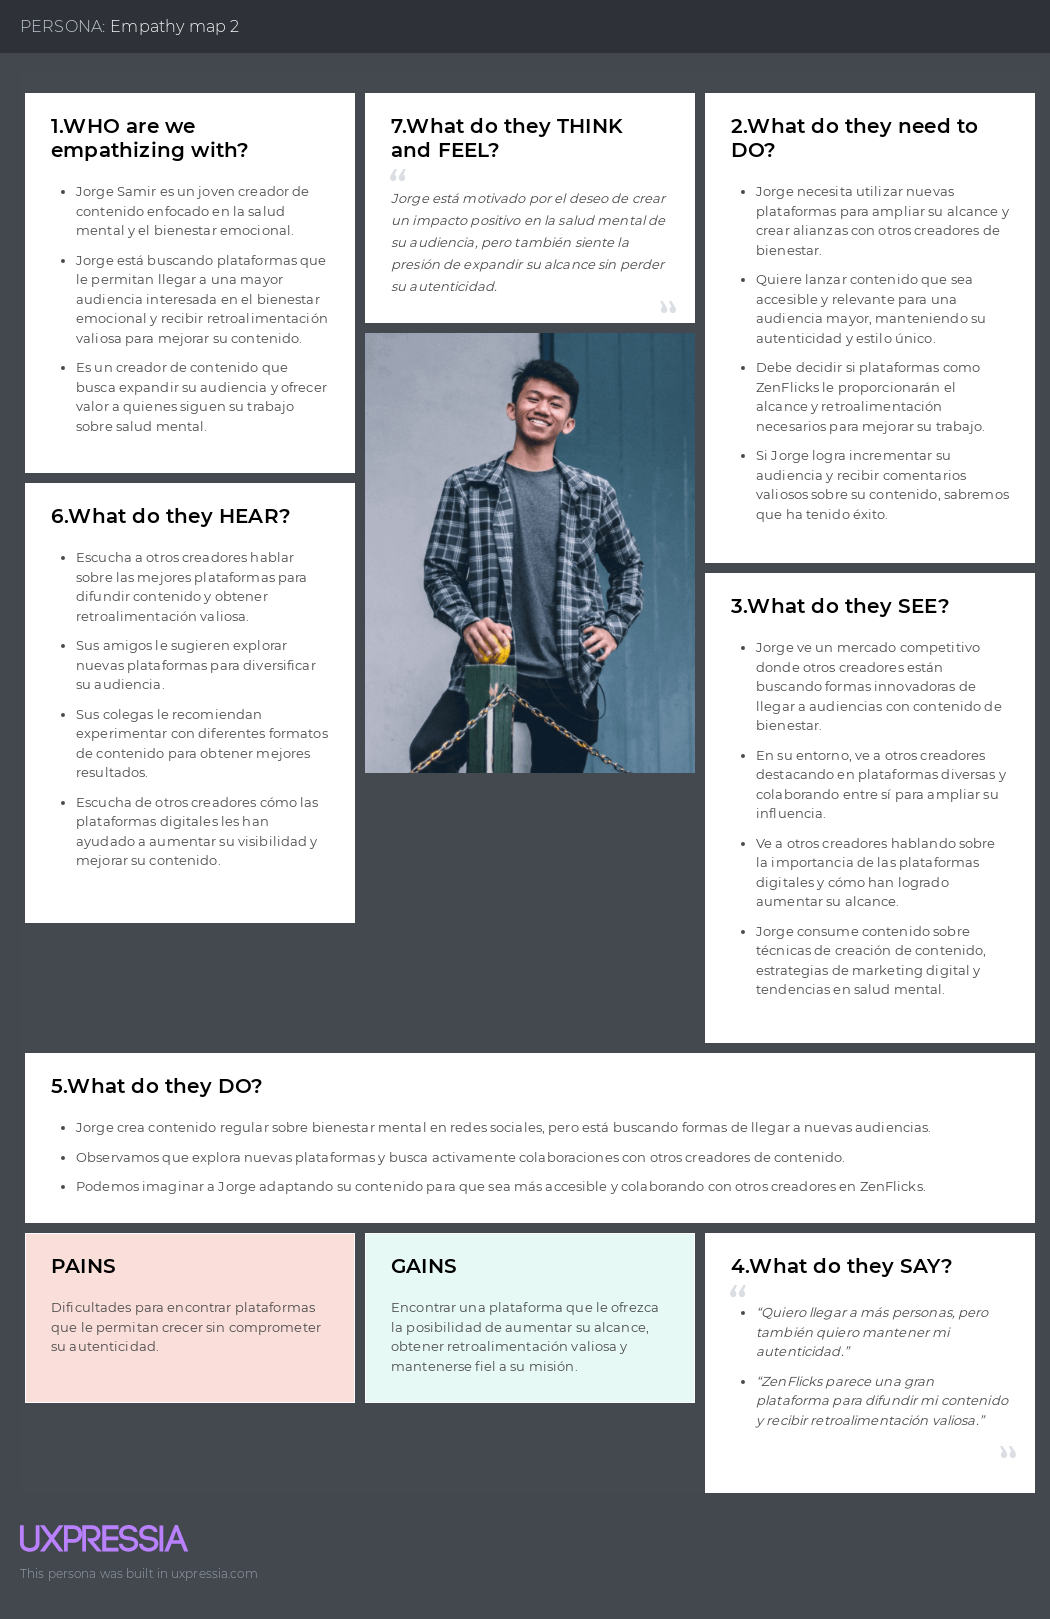 PERSONA: Empathy map 2
1.WHO are we
empathizing with?
Jorge Samir es un joven creador de
contenido enfocado en la salud
mental y el bienestar emocional.
Jorge está buscando plataformas que
le permitan llegar a una mayor
audiencia interesada en el bienestar
emocional y recibir retroalimentación
valiosa para mejorar su contenido.
Es un creador de contenido que
busca expandir su audiencia y ofrecer
valor a quienes siguen su trabajo
sobre salud mental.
7.What do they THINK
and FEEL?
“
Jorge está motivado por el deseo de crear
un impacto positivo en la salud mental de
su audiencia, pero también siente la
presión de expandir su alcance sin perder
su autenticidad.
”
2.What do they need to
DO?
Jorge necesita utilizar nuevas
plataformas para ampliar su alcance y
crear alianzas con otros creadores de
bienestar.
Quiere lanzar contenido que sea
accesible y relevante para una
audiencia mayor, manteniendo su
autenticidad y estilo único.
Debe decidir si plataformas como
ZenFlicks le proporcionarán el
alcance y retroalimentación
necesarios para mejorar su trabajo.
Si Jorge logra incrementar su
audiencia y recibir comentarios
valiosos sobre su contenido, sabremos
que ha tenido éxito.
6.What do they HEAR?
Escucha a otros creadores hablar
sobre las mejores plataformas para
difundir contenido y obtener
retroalimentación valiosa.
Sus amigos le sugieren explorar
nuevas plataformas para diversificar
su audiencia.
Sus colegas le recomiendan
experimentar con diferentes formatos
de contenido para obtener mejores
resultados.
Escucha de otros creadores cómo las
plataformas digitales les han
ayudado a aumentar su visibilidad y
mejorar su contenido.
3.What do they SEE?
Jorge ve un mercado competitivo
donde otros creadores están
buscando formas innovadoras de
llegar a audiencias con contenido de
bienestar.
En su entorno, ve a otros creadores
destacando en plataformas diversas y
colaborando entre sí para ampliar su
influencia.
Ve a otros creadores hablando sobre
la importancia de las plataformas
digitales y cómo han logrado
aumentar su alcance.
Jorge consume contenido sobre
técnicas de creación de contenido,
estrategias de marketing digital y
tendencias en salud mental.
5.What do they DO?
Jorge crea contenido regular sobre bienestar mental en redes sociales, pero está buscando formas de llegar a nuevas audiencias.
Observamos que explora nuevas plataformas y busca activamente colaboraciones con otros creadores de contenido.
Podemos imaginar a Jorge adaptando su contenido para que sea más accesible y colaborando con otros creadores en ZenFlicks.
PAINS
Dificultades para encontrar plataformas
que le permitan crecer sin comprometer
su autenticidad.
GAINS
Encontrar una plataforma que le ofrezca
la posibilidad de aumentar su alcance,
obtener retroalimentación valiosa y
mantenerse fiel a su misión.
4.What do they SAY?
“
“Quiero llegar a más personas, pero
también quiero mantener mi
autenticidad.”
“ZenFlicks parece una gran
plataforma para difundir mi contenido
y recibir retroalimentación valiosa.”
”
UXPRESSIA
This persona was built in uxpressia.com